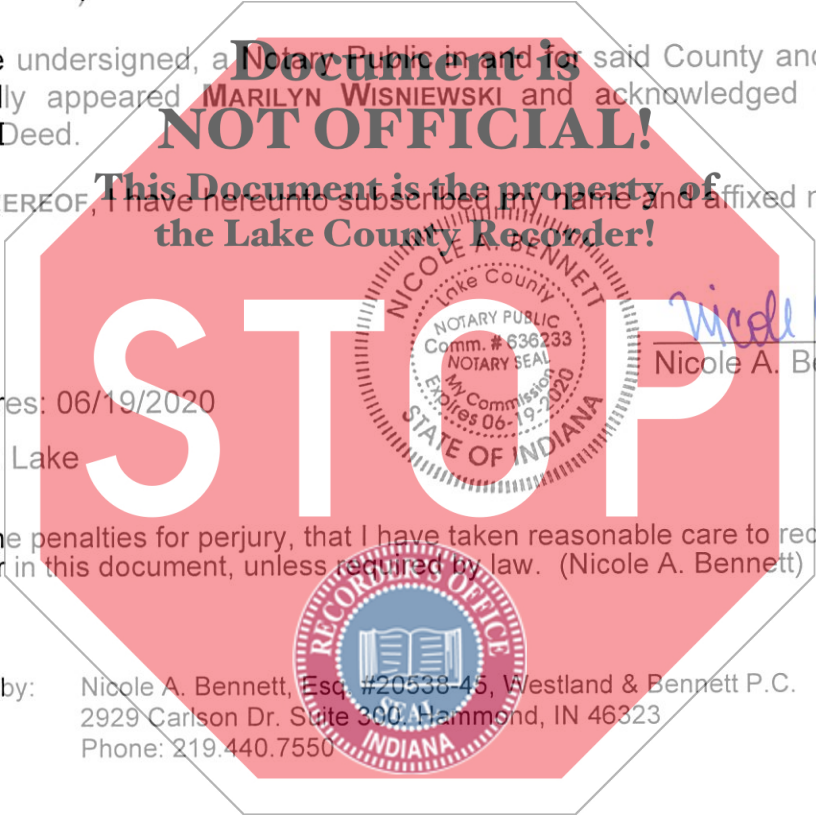 e undersigned, a Notary Public in and for said County and
Document is
lly appeared MARILYN WISNIEWSKI and acknowledged
NOT OFFICIAL!
Deed.
This Document is the property of
EREOF, I have hereunto subscribed my name and affixed
the Lake County Recorder!
NICOLE A. BENNETT
Lake County
NOTARY PUBLIC
Comm. # 636233
NOTARY SEAL
My Commission
Expires 06-19-2020
STATE OF INDIANA
Nicole
Nicole A. Be
STOP
res: 06/19/2020
Lake
e penalties for perjury, that I have taken reasonable care to red
r in this document, unless required by law. (Nicole A. Bennett)
RECORDER'S OFFICE
SEAL
INDIANA
by: Nicole A. Bennett, Esq. #20538-45, Westland & Bennett P.C.
2929 Carlson Dr. Suite 300. Hammond, IN 46323
Phone: 219.440.7550